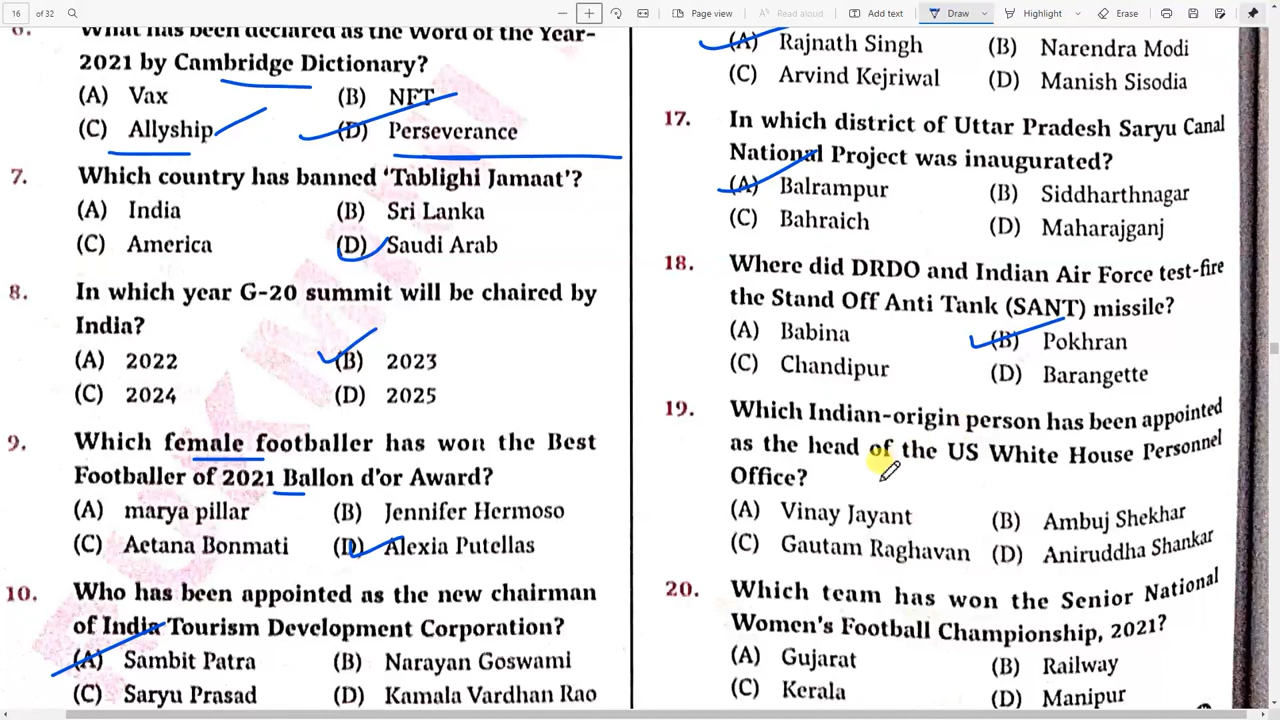 16 of 32
Page view
Read aloud
Add text
Draw
Highlight
Erase
6. What has been declared as the Word of the Year-
2021 by Cambridge Dictionary?
(A) Vax (B) NFT
(C) Allyship (D) Perseverance
7. Which country has banned ‘Tablighi Jamaat’?
(A) India (B) Sri Lanka
(C) America (D) Saudi Arab
8. In which year G-20 summit will be chaired by
India?
(A) 2022 (B) 2023
(C) 2024 (D) 2025
9. Which female footballer has won the Best
Footballer of 2021 Ballon d’or Award?
(A) marya pillar (B) Jennifer Hermoso
(C) Aetana Bonmati (D) Alexia Putellas
10. Who has been appointed as the new chairman
of India Tourism Development Corporation?
(A) Sambit Patra (B) Narayan Goswami
(C) Saryu Prasad (D) Kamala Vardhan Rao
(A) Rajnath Singh (B) Narendra Modi
(C) Arvind Kejriwal (D) Manish Sisodia
17. In which district of Uttar Pradesh Saryu Canal
National Project was inaugurated?
(A) Balrampur (B) Siddharthnagar
(C) Bahraich (D) Maharajganj
18. Where did DRDO and Indian Air Force test-fire
the Stand Off Anti Tank (SANT) missile?
(A) Babina (B) Pokhran
(C) Chandipur (D) Barangette
19. Which Indian-origin person has been appointed
as the head of the US White House Personnel
Office?
(A) Vinay Jayant (B) Ambuj Shekhar
(C) Gautam Raghavan (D) Aniruddha Shankar
20. Which team has won the Senior National
Women's Football Championship, 2021?
(A) Gujarat (B) Railway
(C) Kerala (D) Manipur